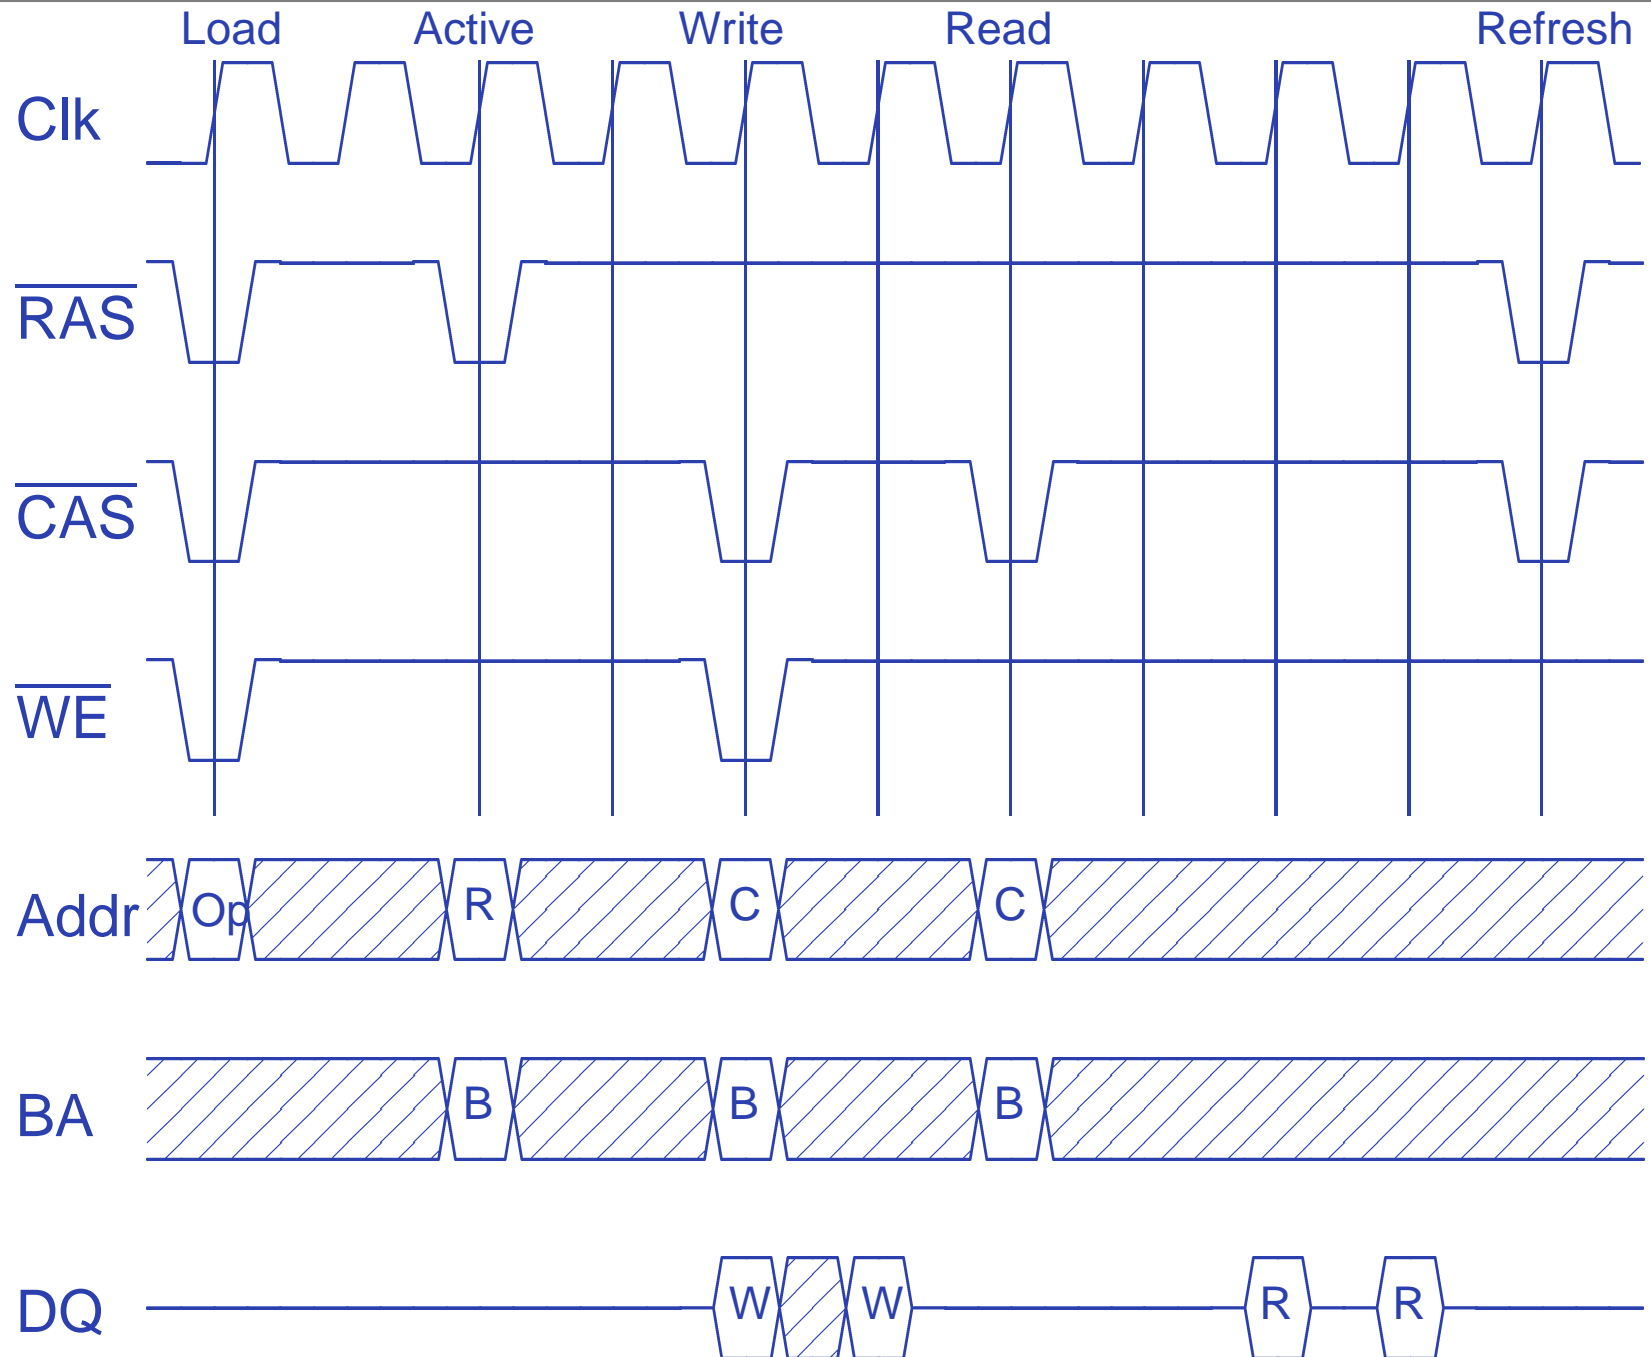 Load Active Write Read Refresh
Clk
RAS
CAS
WE
Addr Op R C C
BA B B B
DQ W W R R